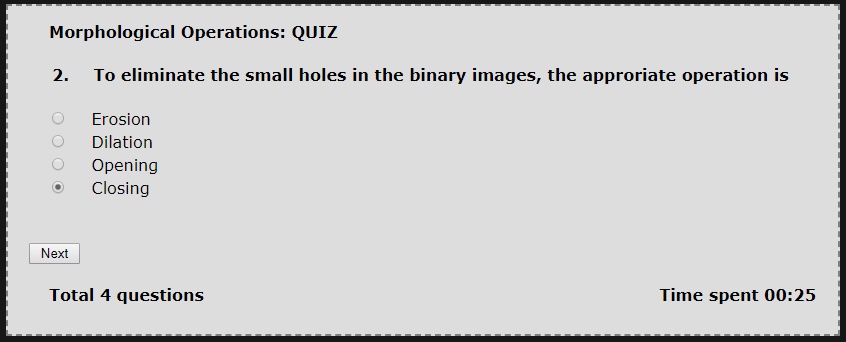 Morphological Operations: QUIZ
2. To eliminate the small holes in the binary images, the approriate operation is
Erosion
Dilation
Opening
Closing
Next
Total 4 questions
Time spent 00:25